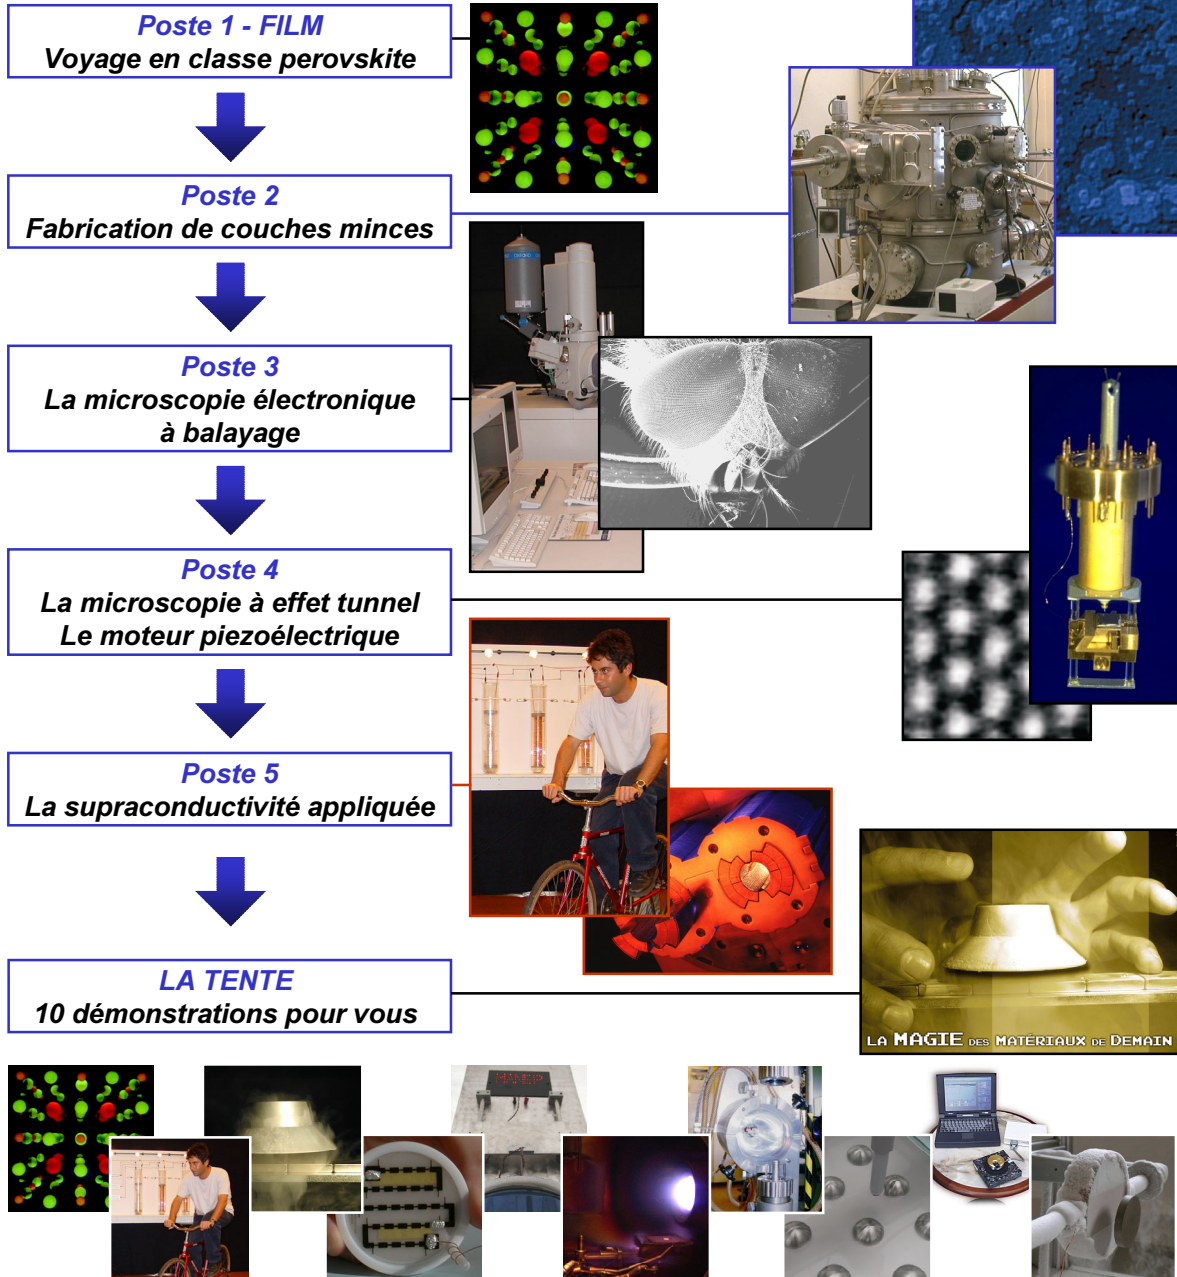 Poste 1 - FILM
Voyage en classe perovskite
Poste 2
Fabrication de couches minces
Poste 3
La microscopie électronique
à balayage
Poste 4
La microscopie à effet tunnel
Le moteur piezoélectrique
Poste 5
La supraconductivité appliquée
LA TENTE
10 démonstrations pour vous
LA MAGIE DES MATÉRIAUX DE DEMAIN
MANEP